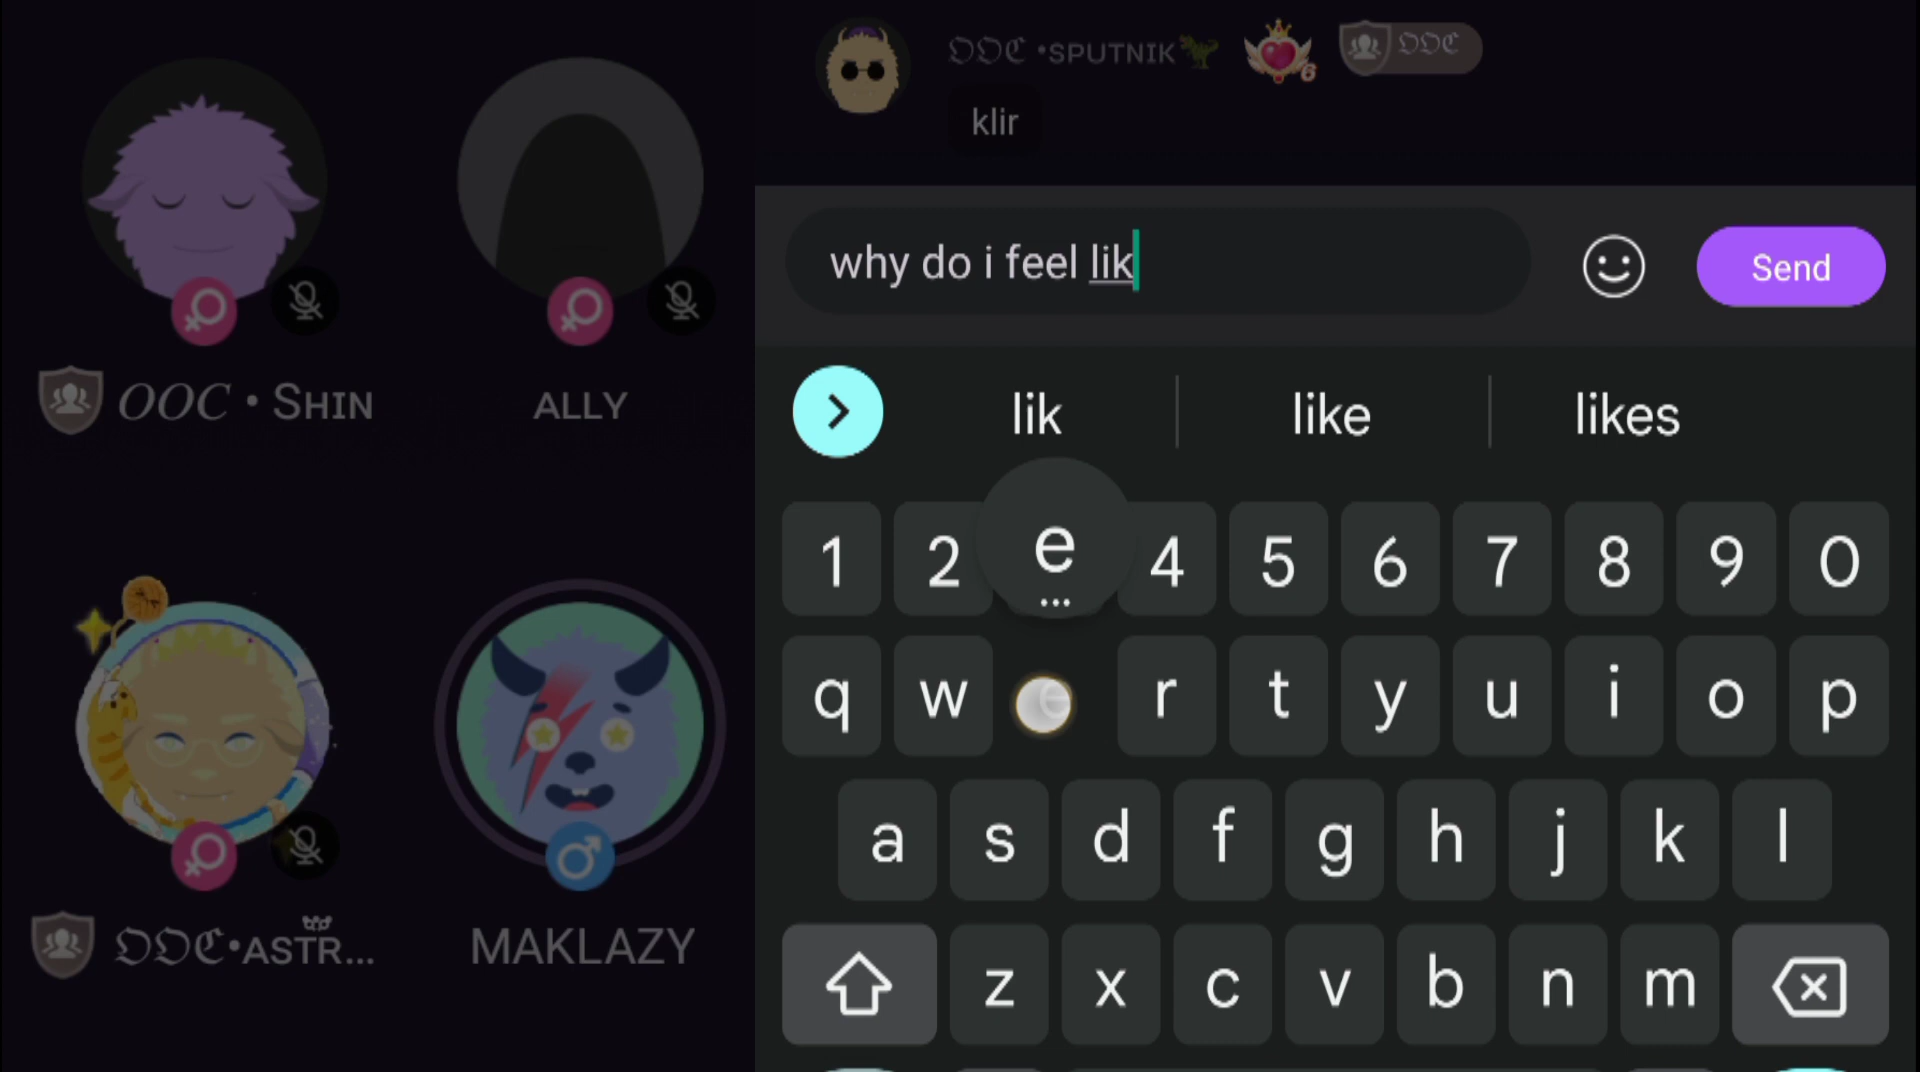 𝔒𝔒ℭ •SPUTNIK 6 𝔒𝔒ℭ
klir
why do i feel lik
Send
lik like likes
1 2 e 4 5 6 7 8 9 0
...
q w e r t y u i o p
a s d f g h j k l
z x c v b n m
𝑂𝑂𝐶 • SHIN
ALLY
𝔒𝔒ℭ•ASTR...
MAKLAZY